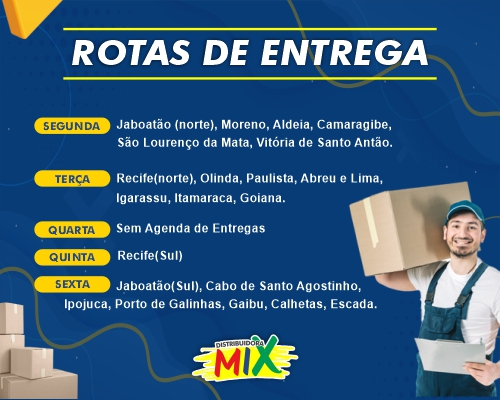 ROTAS DE ENTREGA
SEGUNDA Jaboatão (norte), Moreno, Aldeia, Camaragibe,
São Lourenço da Mata, Vitória de Santo Antão.
TERÇA Recife(norte), Olinda, Paulista, Abreu e Lima,
Igarassu, Itamaraca, Goiana.
QUARTA Sem Agenda de Entregas
QUINTA Recife(Sul)
SEXTA Jaboatão(Sul), Cabo de Santo Agostinho,
Ipojuca, Porto de Galinhas, Gaibu, Calhetas, Escada.
DISTRIBUIDORA
MIX